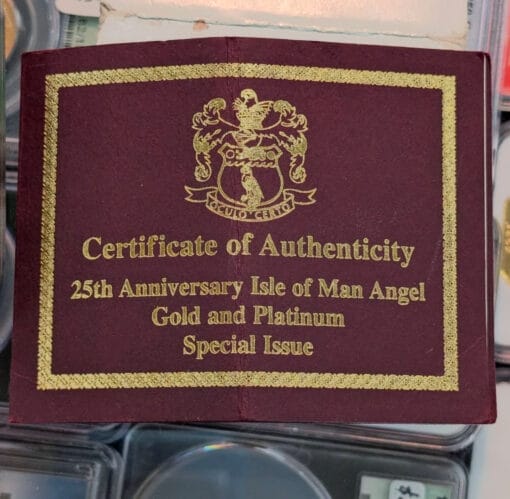 OCULO CERTO
Certificate of Authenticity
25th Anniversary Isle of Man Angel
Gold and Platinum
Special Issue